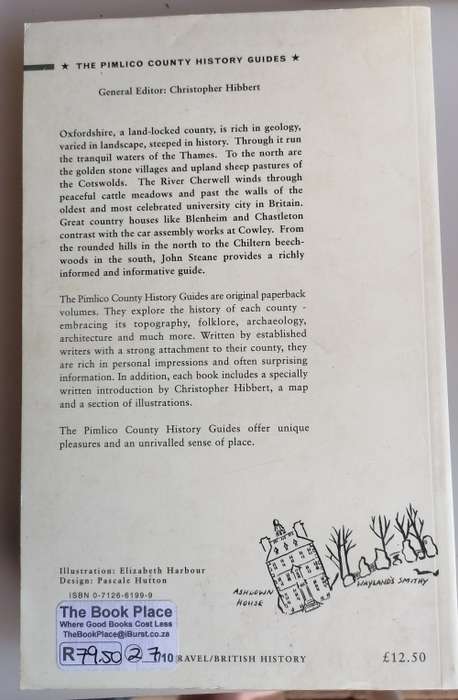 ★ THE PIMLICO COUNTY HISTORY GUIDES ★
General Editor: Christopher Hibbert
Oxfordshire, a land-locked county, is rich in geology,
varied in landscape, steeped in history. Through it run
the tranquil waters of the Thames. To the north are
the golden stone villages and upland sheep pastures of
the Cotswolds. The River Cherwell winds through
peaceful cattle meadows and past the walls of the
oldest and most celebrated university city in Britain.
Great country houses like Blenheim and Chastleton
contrast with the car assembly works at Cowley. From
the rounded hills in the north to the Chiltern beech-
woods in the south, John Steane provides a richly
informed and informative guide.
The Pimlico County History Guides are original paperback
volumes. They explore the history of each county -
embracing its topography, folklore, archaeology,
architecture and much more. Written by established
writers with a strong attachment to their county, they
are rich in personal impressions and often surprising
information. In addition, each book includes a specially
written introduction by Christopher Hibbert, a map
and a section of illustrations.
The Pimlico County History Guides offer unique
pleasures and an unrivalled sense of place.
ASHDOWN
HOUSE
WAYLAND'S SMITHY
Illustration: Elizabeth Harbour
Design: Pascale Hutton
ISBN 0-7126-6199-9
The Book Place
Where Good Books Cost Less
TheBookPlace@iBurst.co.za
R79.50 27/10
RAVEL/BRITISH HISTORY
£12.50